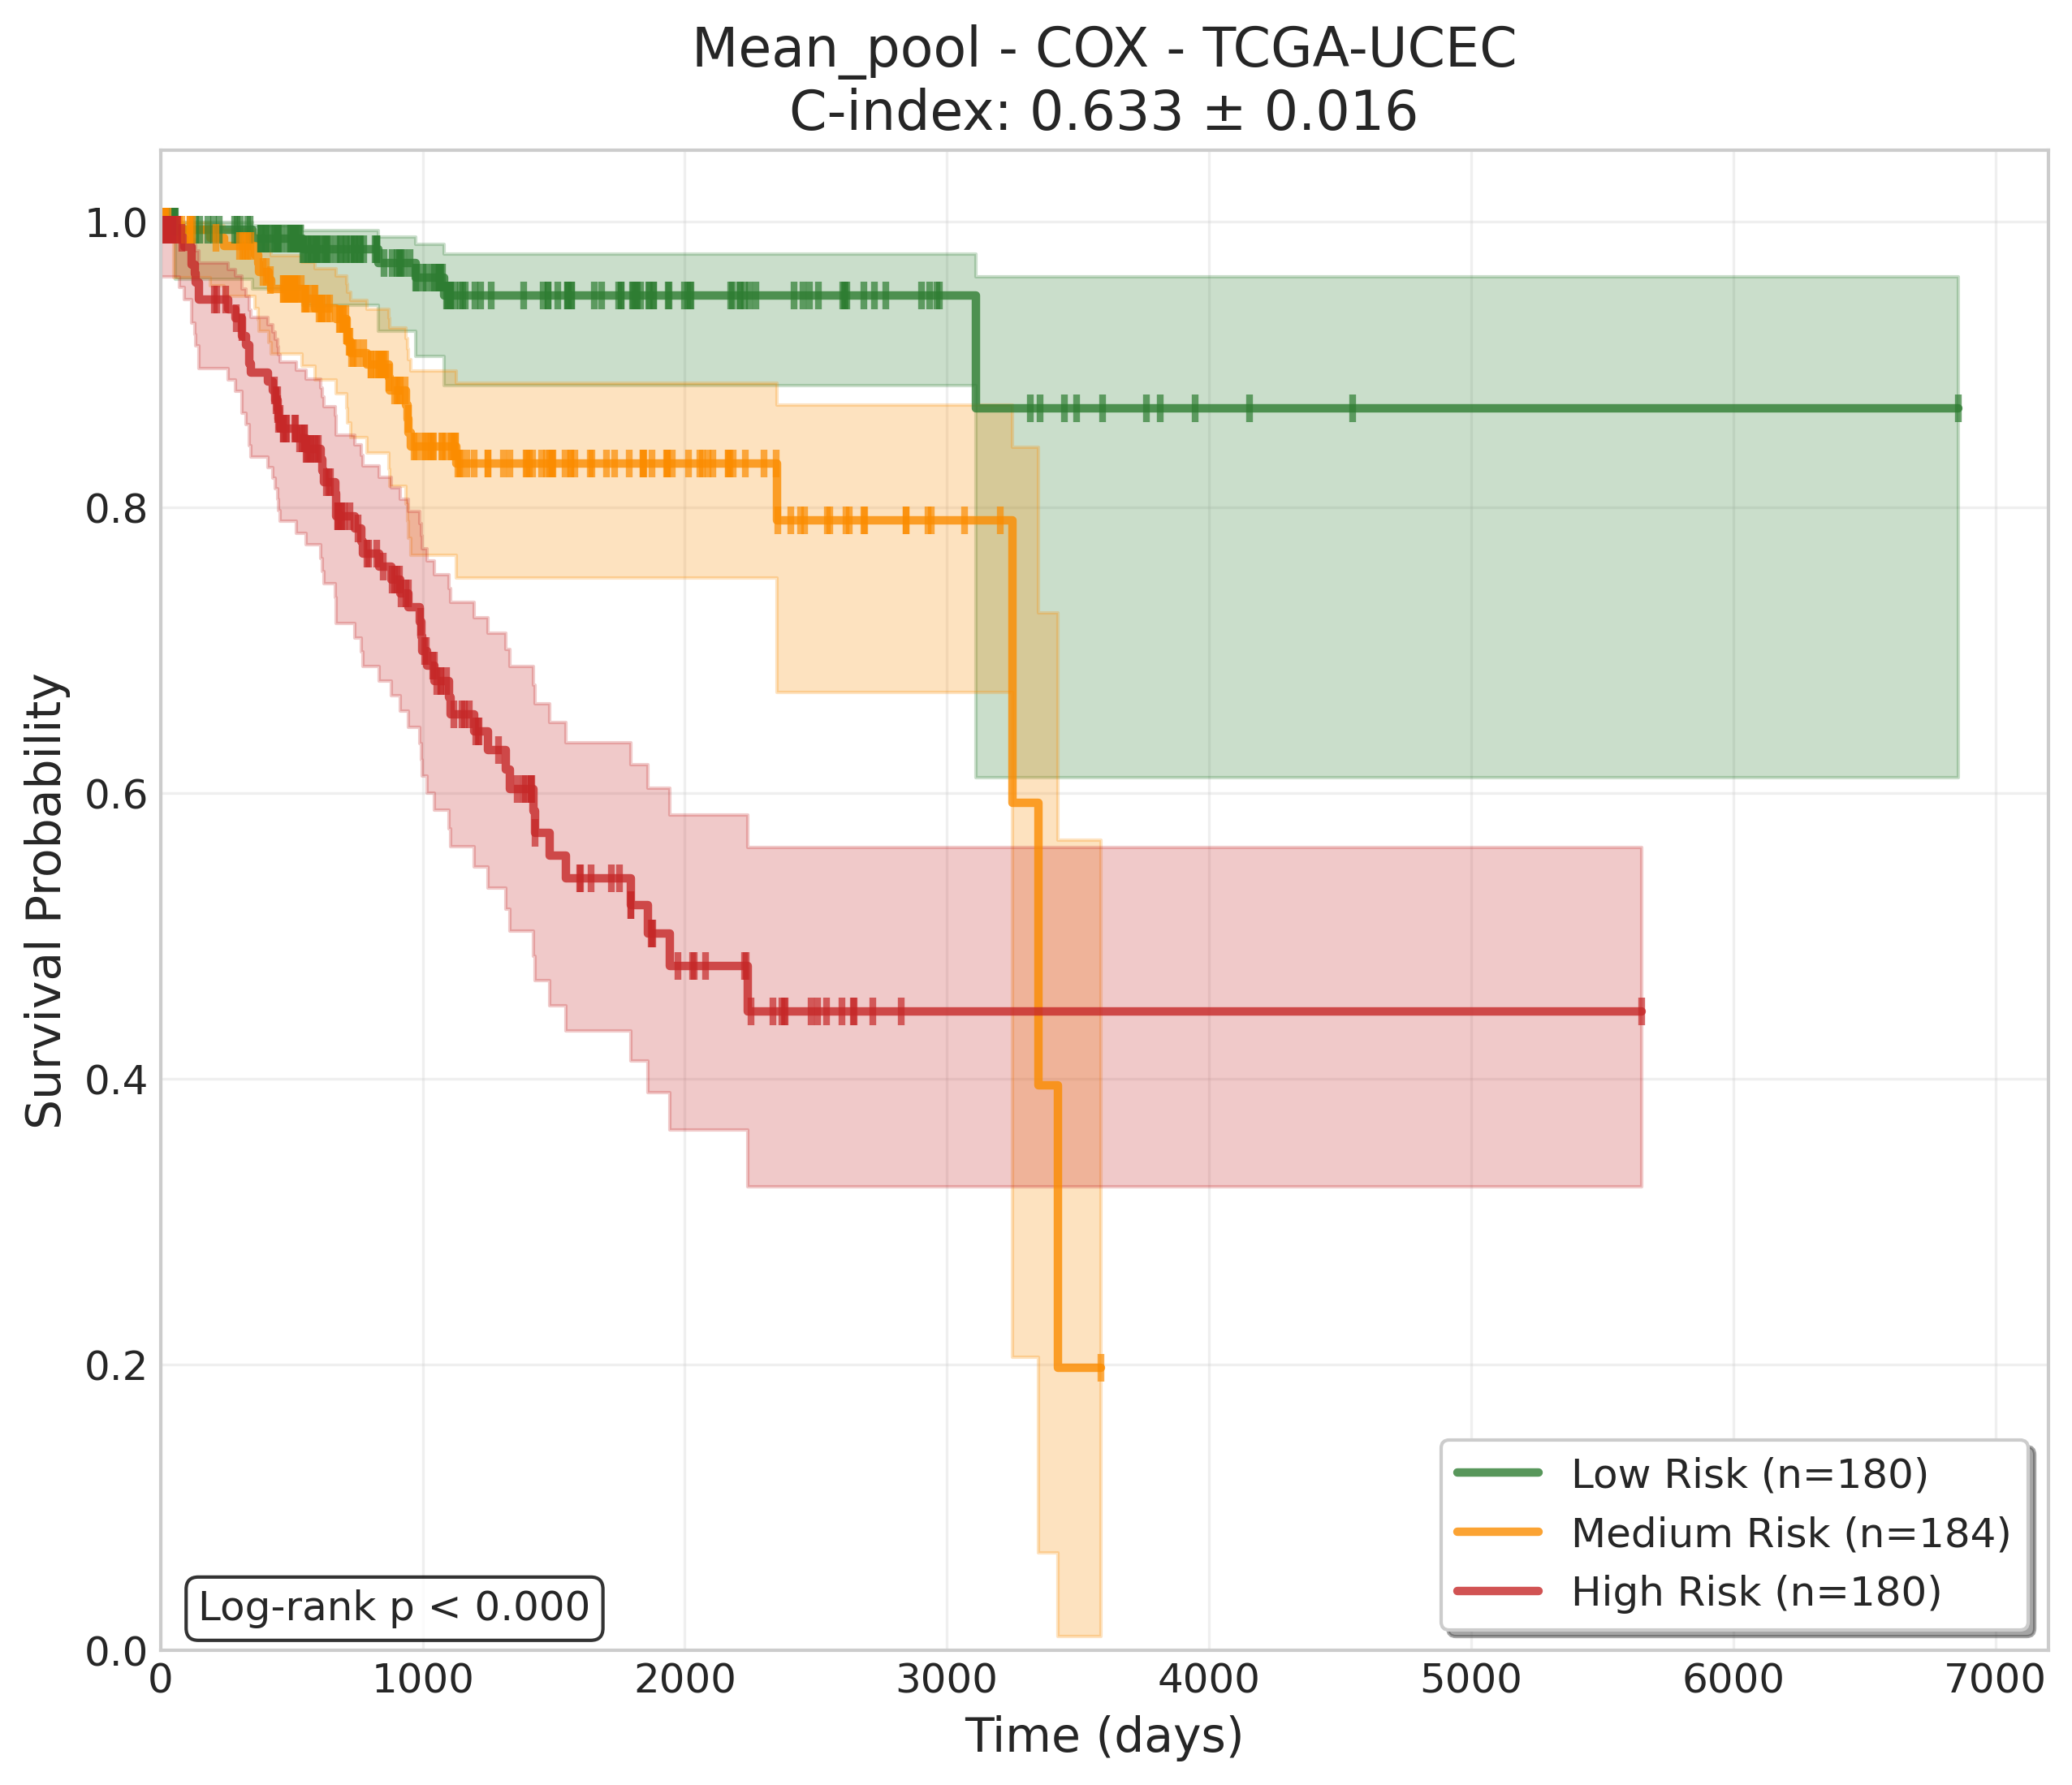 Mean_pool - COX - TCGA-UCEC
C-index: 0.633 ± 0.016
Survival Probability
1.0
0.8
0.6
0.4
0.2
0.0
0 1000 2000 3000 4000 5000 6000 7000
Time (days)
Log-rank p < 0.000
Low Risk (n=180)
Medium Risk (n=184)
High Risk (n=180)